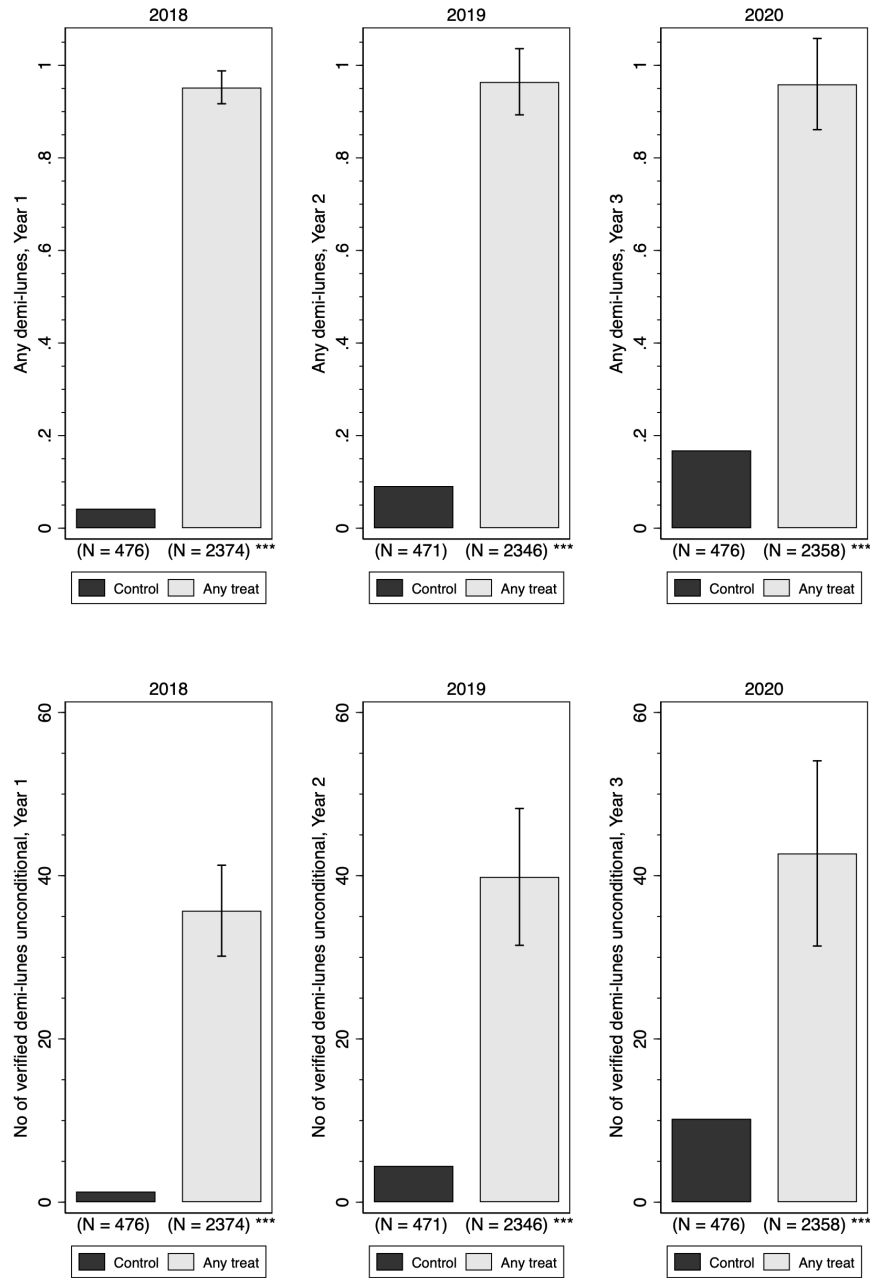 2018
Any demi-lunes, Year 1
1
.8
.6
.4
.2
0
(N = 476) (N = 2374) ***
Control Any treat
2019
Any demi-lunes, Year 2
1
.8
.6
.4
.2
0
(N = 471) (N = 2346) ***
Control Any treat
2020
Any demi-lunes, Year 3
1
.8
.6
.4
.2
0
(N = 476) (N = 2358) ***
Control Any treat
2018
No of verified demi-lunes unconditional, Year 1
60
40
20
0
(N = 476) (N = 2374) ***
Control Any treat
2019
No of verified demi-lunes unconditional, Year 2
60
40
20
0
(N = 471) (N = 2346) ***
Control Any treat
2020
No of verified demi-lunes unconditional, Year 3
60
40
20
0
(N = 476) (N = 2358) ***
Control Any treat